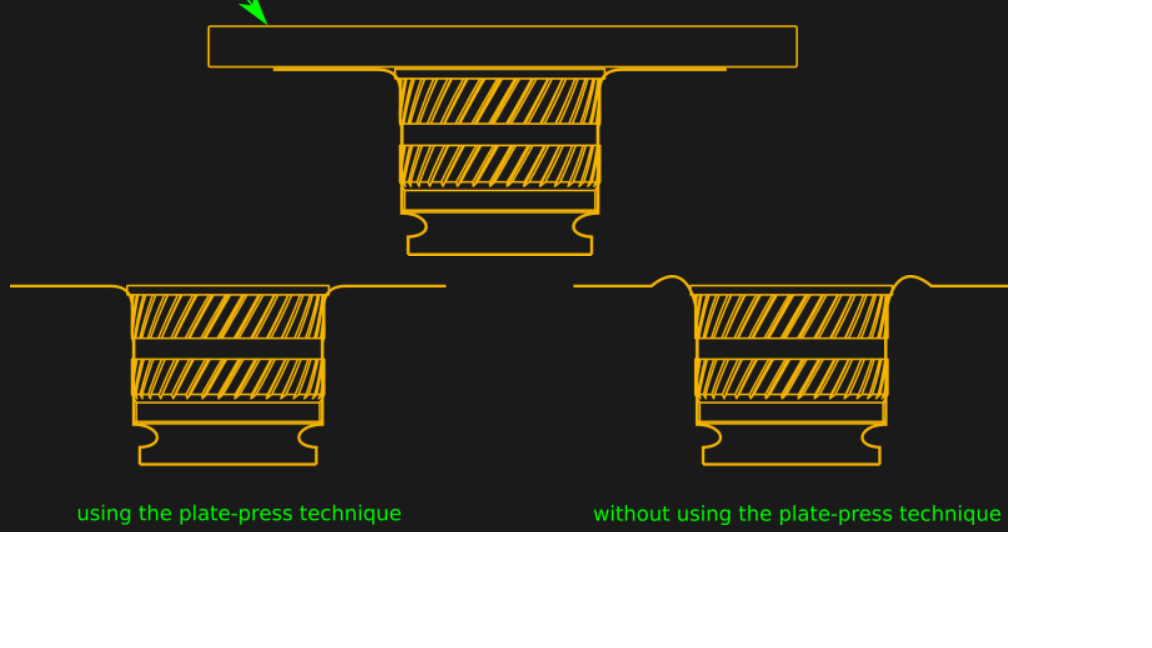 using the plate-press technique
without using the plate-press technique